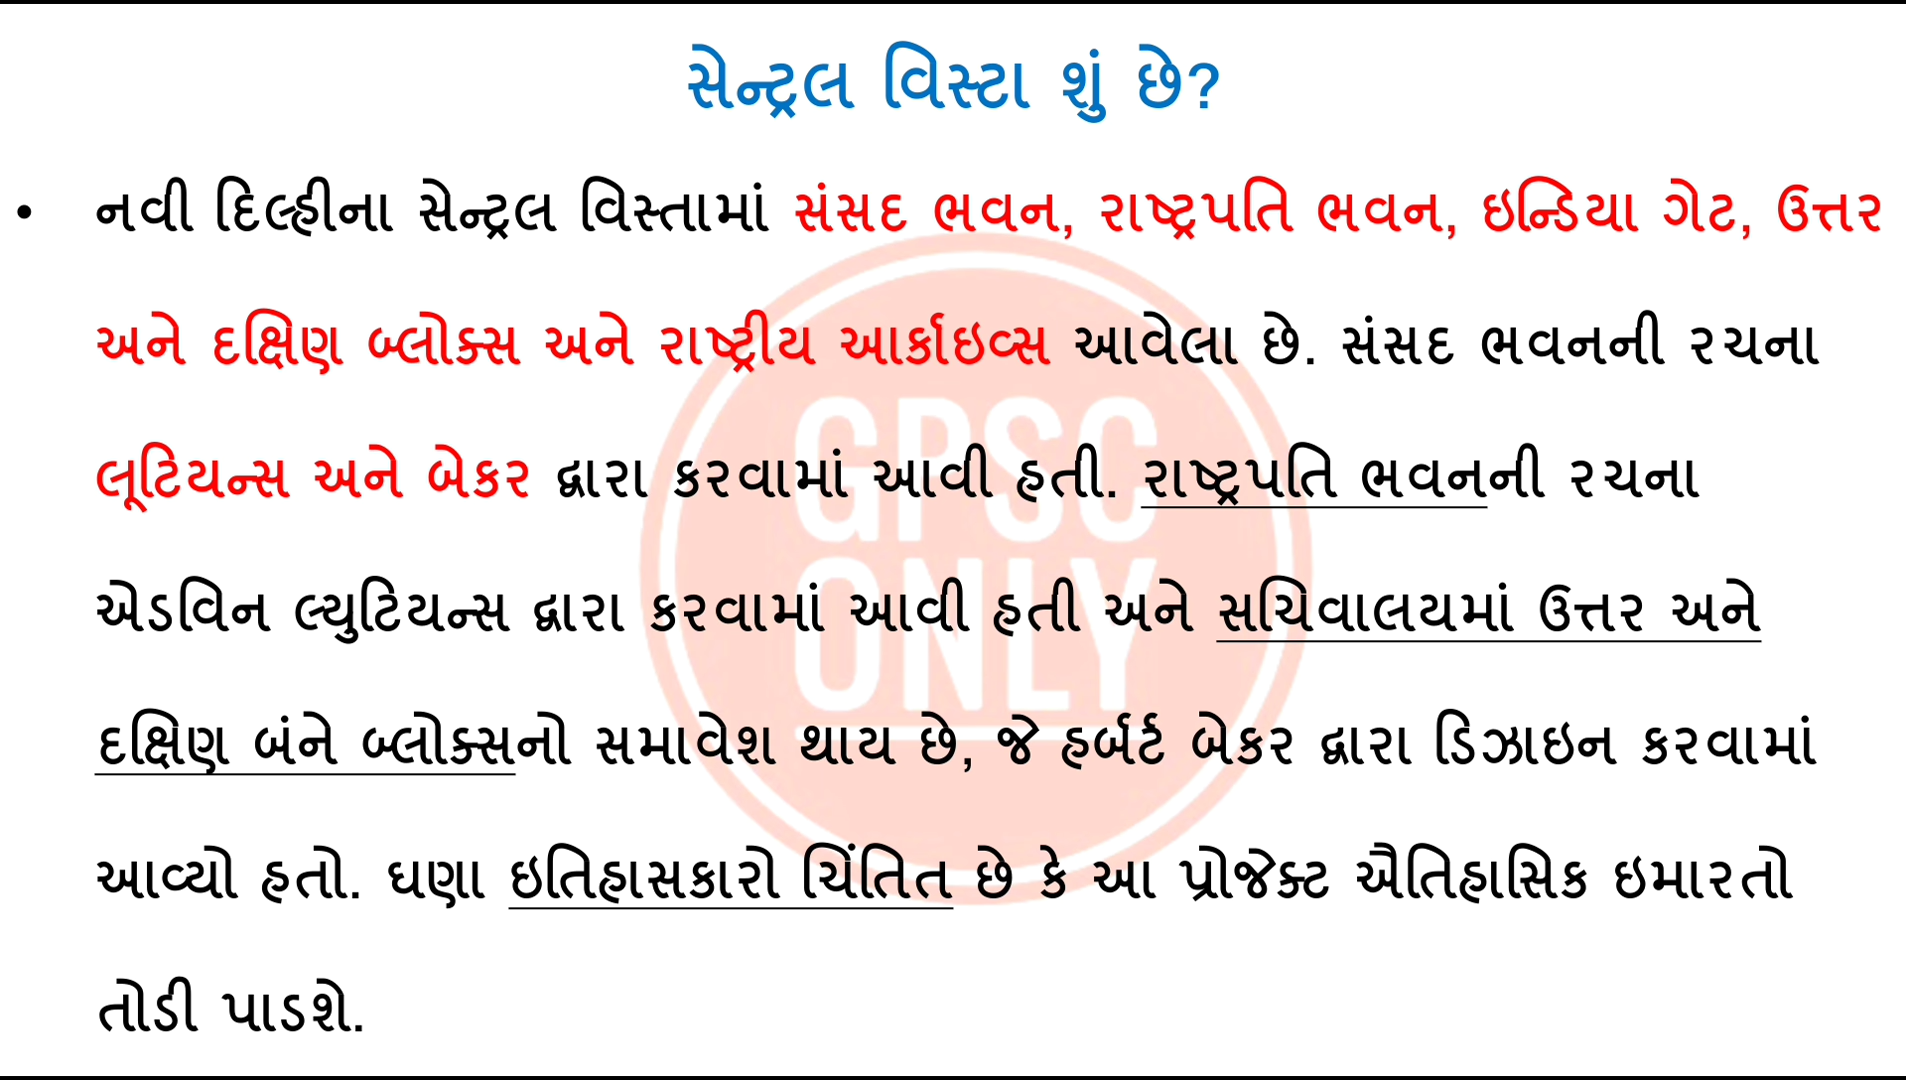 સેન્ટ્રલ વિસ્ટા શું છે?
• નવી દિલ્હીના સેન્ટ્રલ વિસ્તામાં સંસદ ભવન, રાષ્ટ્રપતિ ભવન, ઇન્ડિયા ગેટ, ઉત્તર
અને દક્ષિણ બ્લોક્સ અને રાષ્ટ્રીય આર્કાઇવ્સ આવેલા છે. સંસદ ભવનની રચના
લૂટિયન્સ અને બેકર દ્વારા કરવામાં આવી હતી. રાષ્ટ્રપતિ ભવનની રચના
એડવિન લ્યુટિયન્સ દ્વારા કરવામાં આવી હતી અને સચિવાલયમાં ઉત્તર અને
દક્ષિણ બંને બ્લોક્સનો સમાવેશ થાય છે, જે હર્બર્ટ બેકર દ્વારા ડિઝાઇન કરવામાં
આવ્યો હતો. ઘણા ઇતિહાસકારો ચિંતિત છે કે આ પ્રોજેક્ટ ઐતિહાસિક ઇમારતો
તોડી પાડશે.
GPSC
ONLY